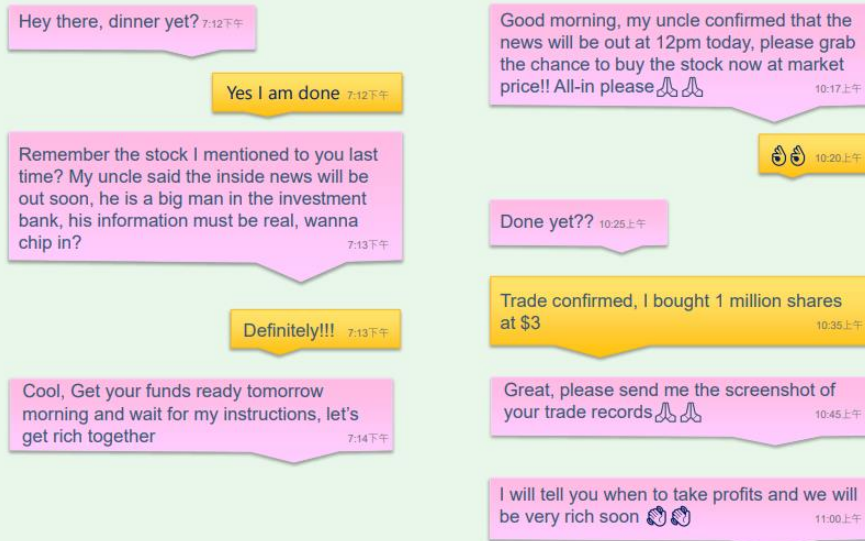 Hey there, dinner yet? 7:12下午
Yes I am done 7:12下午
Remember the stock I mentioned to you last
time? My uncle said the inside news will be
out soon, he is a big man in the investment
bank, his information must be real, wanna
chip in? 7:13下午
Definitely!!! 7:13下午
Cool, Get your funds ready tomorrow
morning and wait for my instructions, let's
get rich together 7:14下午
Good morning, my uncle confirmed that the
news will be out at 12pm today, please grab
the chance to buy the stock now at market
price!! All-in please🙏🙏 10:17上午
👌👌 10:20上午
Done yet?? 10:25上午
Trade confirmed, I bought 1 million shares
at $3 10:35上午
Great, please send me the screenshot of
your trade records🙏🙏 10:45上午
I will tell you when to take profits and we will
be very rich soon 👏👏 11:00上午